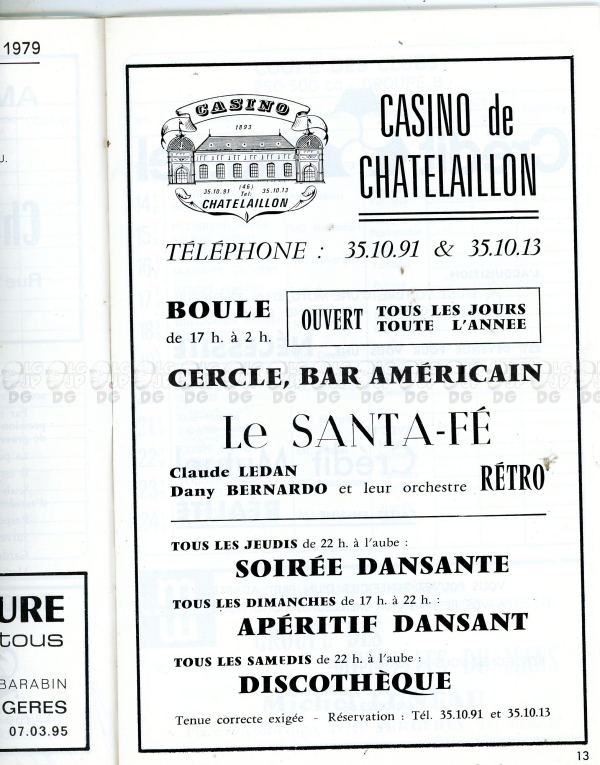 1979
U.
CASINO
1893
(46)
35.10.91 Tel: 35.10.13
CHATELAILLON
CASINO de
CHATELAILLON
TÉLÉPHONE : 35.10.91 & 35.10.13
BOULE
de 17 h. à 2 h.
OUVERT TOUS LES JOURS
TOUTE L'ANNEE
CERCLE, BAR AMÉRICAIN
Le SANTA-FÉ
Claude LEDAN
Dany BERNARDO et leur orchestre RÉTRO
TOUS LES JEUDIS de 22 h. à l'aube :
SOIRÉE DANSANTE
TOUS LES DIMANCHES de 17 h. à 22 h. :
APÉRITIF DANSANT
TOUS LES SAMEDIS de 22 h. à l'aube :
DISCOTHÈQUE
Tenue correcte exigée - Réservation : Tél. 35.10.91 et 35.10.13
13
URE
tous
BARABIN
GERES
07.03.95